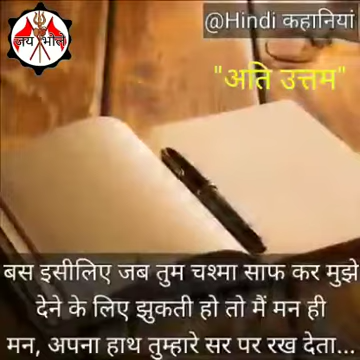 @Hindi कहानियां
जय भोले
"अति उत्तम"
बस इसीलिए जब तुम चश्मा साफ कर मुझे
देने के लिए झुकती हो तो मैं मन ही
मन, अपना हाथ तुम्हारे सर पर रख देता...